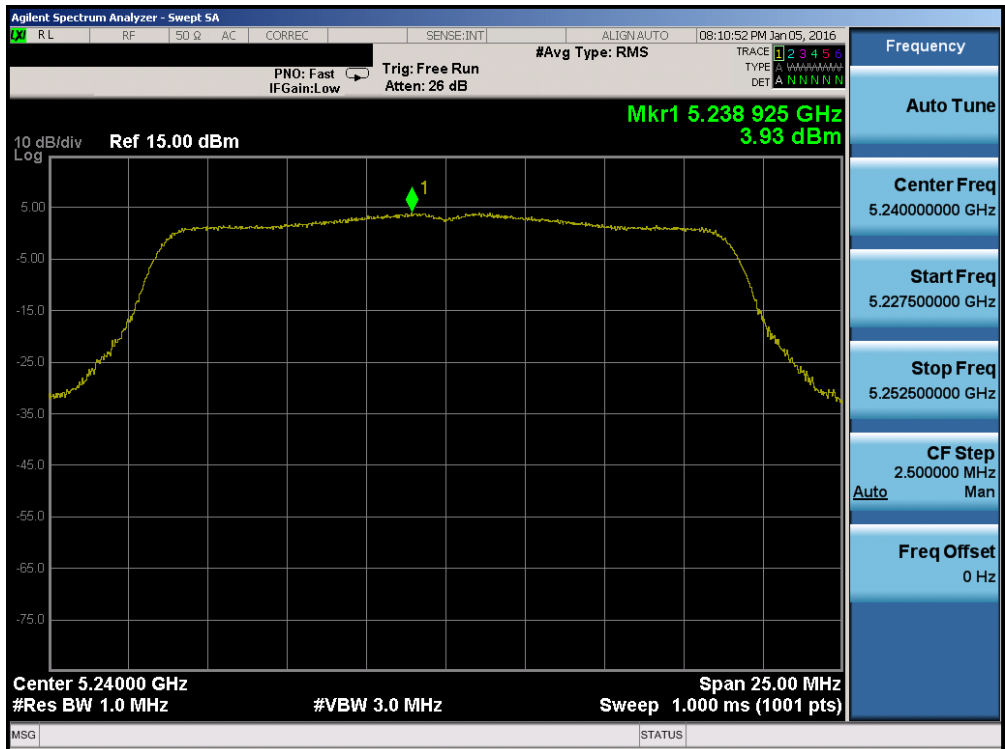 Agilent Spectrum Analyzer - Swept SA
LXI RL RF 50 Ω AC CORREC SENSE:INT ALIGN AUTO 08:10:52 PM Jan 05, 2016
Frequency
#Avg Type: RMS
TRACE 1 2 3 4 5 6
PNO: Fast Trig: Free Run
TYPE A WWWWW
IFGain:Low Atten: 26 dB
DET A N N N N N
Auto Tune
Mkr1 5.238 925 GHz
3.93 dBm
10 dB/div Ref 15.00 dBm
Log
1
5.00
-5.00
-15.0
-25.0
-35.0
-45.0
-55.0
-65.0
-75.0
Center Freq
5.240000000 GHz
Start Freq
5.227500000 GHz
Stop Freq
5.252500000 GHz
CF Step
2.500000 MHz
Auto Man
Freq Offset
0 Hz
Center 5.24000 GHz Span 25.00 MHz
#Res BW 1.0 MHz #VBW 3.0 MHz Sweep 1.000 ms (1001 pts)
MSG STATUS